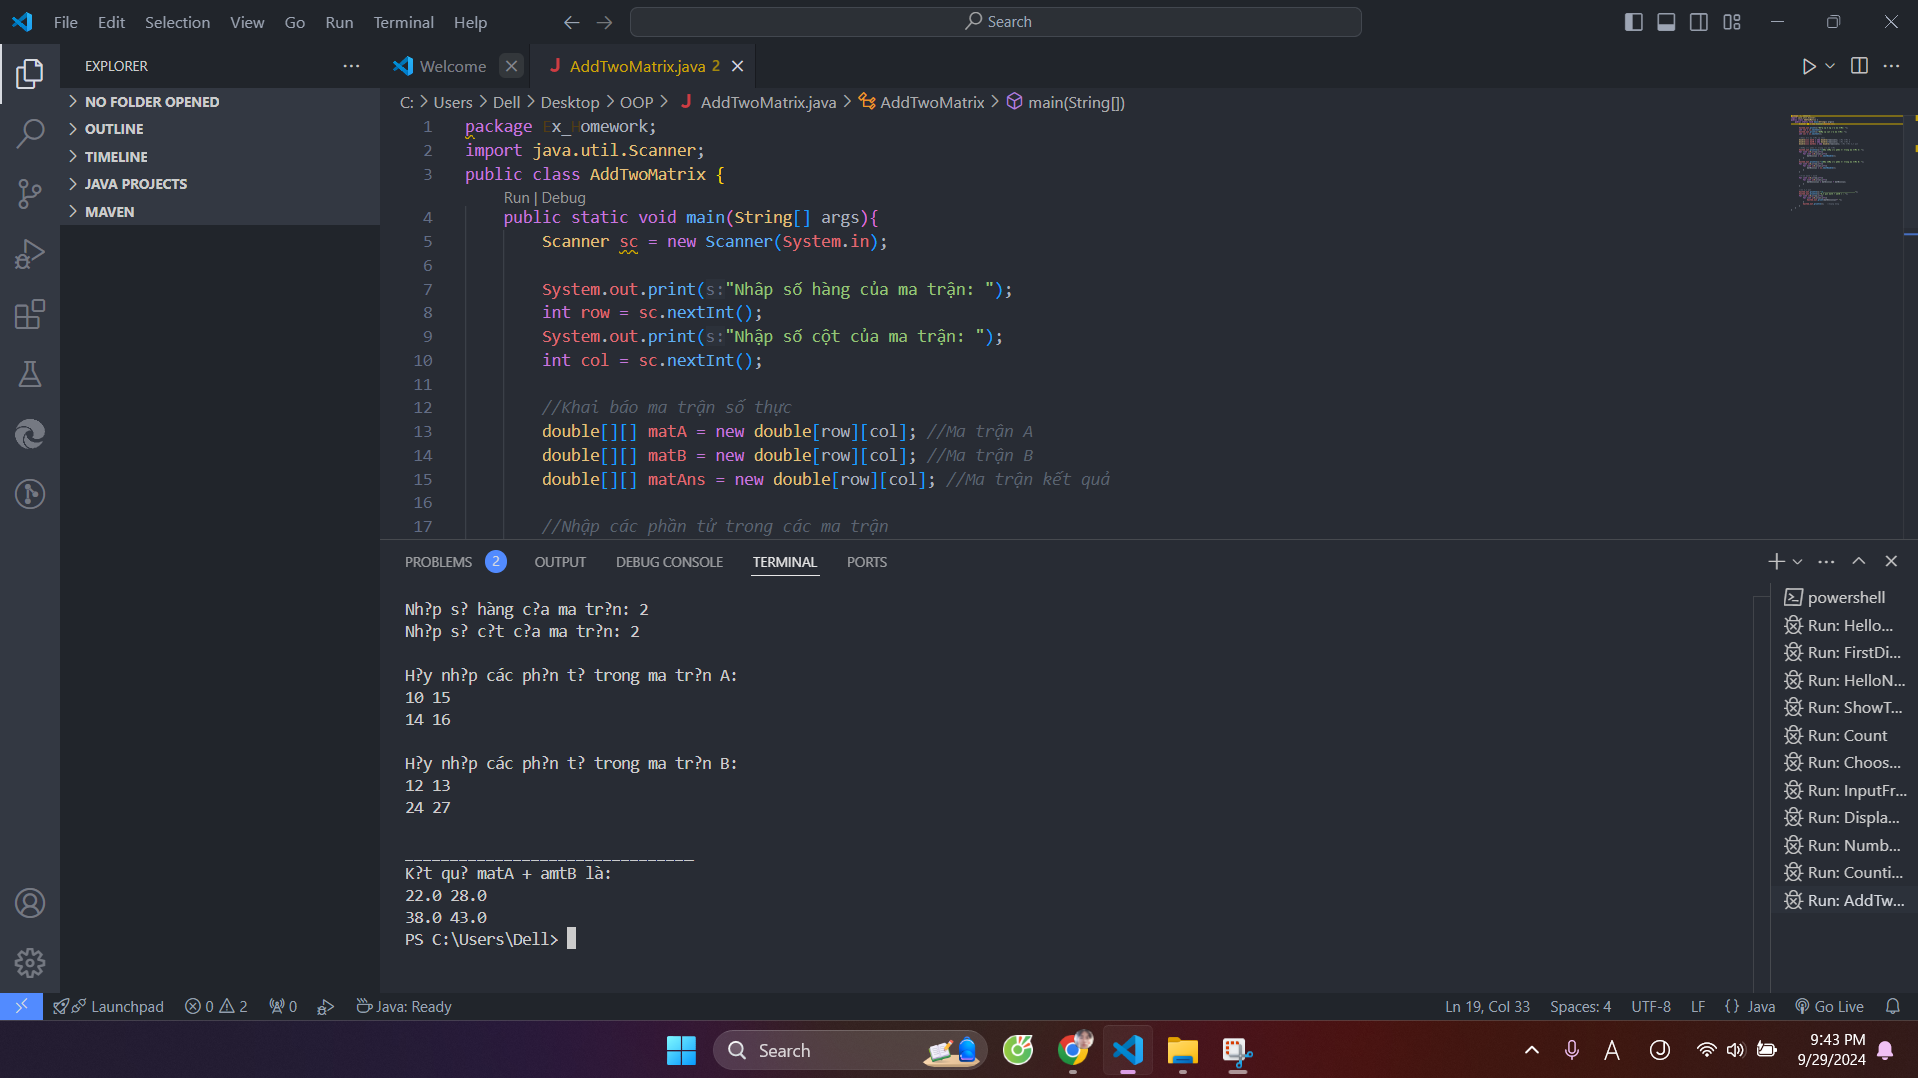 File Edit Selection View Go Run Terminal Help
Search
EXPLORER
NO FOLDER OPENED
OUTLINE
TIMELINE
JAVA PROJECTS
MAVEN
Welcome
AddTwoMatrix.java 2
C: > Users > Dell > Desktop > OOP > AddTwoMatrix.java > AddTwoMatrix > main(String[])
1 package Ex_Homework;
2 import java.util.Scanner;
3 public class AddTwoMatrix {
Run | Debug
4 public static void main(String[] args){
5 Scanner sc = new Scanner(System.in);
6
7 System.out.print(s:"Nhâp số hàng của ma trận: ");
8 int row = sc.nextInt();
9 System.out.print(s:"Nhập số cột của ma trận: ");
10 int col = sc.nextInt();
11
12 //Khai báo ma trận số thực
13 double[][] matA = new double[row][col]; //Ma trận A
14 double[][] matB = new double[row][col]; //Ma trận B
15 double[][] matAns = new double[row][col]; //Ma trận kết quả
16
17 //Nhập các phần tử trong các ma trận
PROBLEMS 2 OUTPUT DEBUG CONSOLE TERMINAL PORTS
Nh?p s? hàng c?a ma tr?n: 2
Nh?p s? c?t c?a ma tr?n: 2
H?y nh?p các ph?n t? trong ma tr?n A:
10 15
14 16
H?y nh?p các ph?n t? trong ma tr?n B:
12 13
24 27
________________________________
K?t qu? matA + amtB là:
22.0 28.0
38.0 43.0
PS C:\Users\Dell>
powershell
Run: Hello...
Run: FirstDi...
Run: HelloN...
Run: ShowT...
Run: Count
Run: Choos...
Run: InputFr...
Run: Displa...
Run: Numb...
Run: Counti...
Run: AddTw...
Launchpad 0 2 0 Java: Ready
Ln 19, Col 33 Spaces: 4 UTF-8 LF {} Java Go Live
Search
A
9:43 PM
9/29/2024